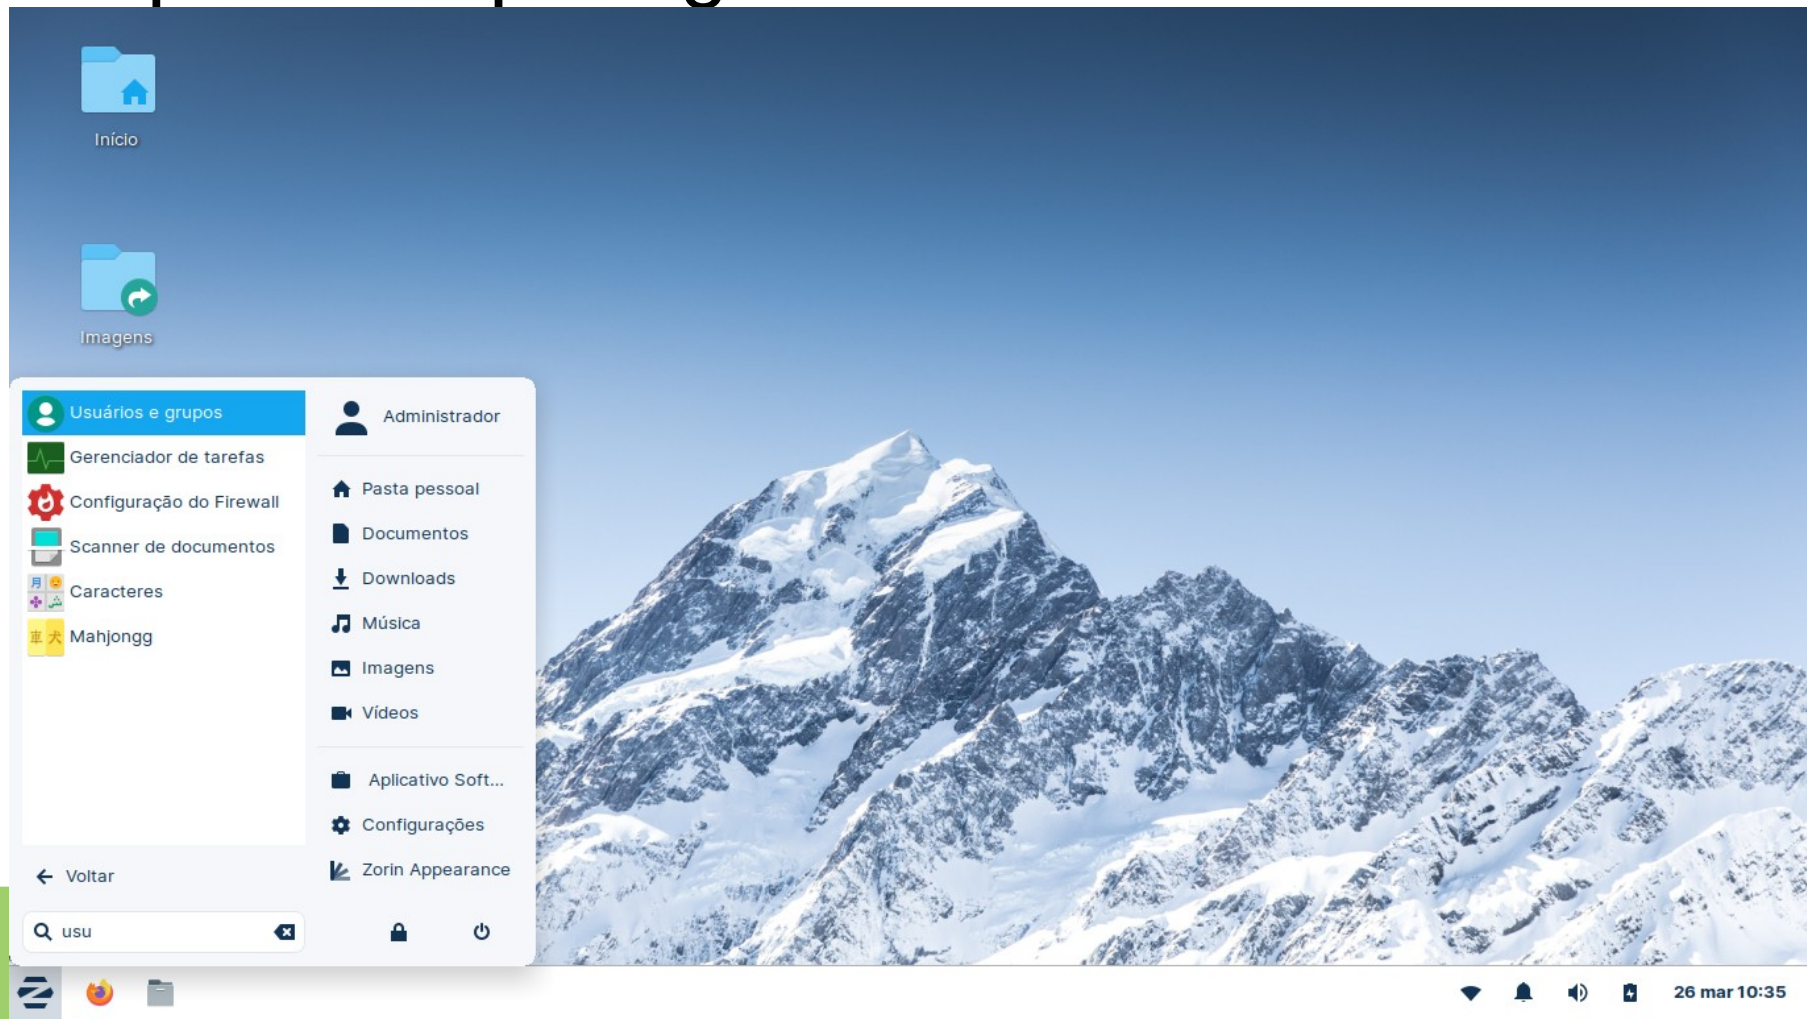 Início
Imagens
Usuários e grupos
Gerenciador de tarefas
Configuração do Firewall
Scanner de documentos
Caracteres
Mahjongg
Voltar
usu
Administrador
Pasta pessoal
Documentos
Downloads
Música
Imagens
Vídeos
Aplicativo Soft...
Configurações
Zorin Appearance
26 mar 10:35